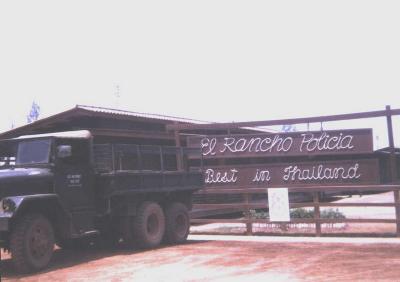 El Rancho Policia
Best in Thailand